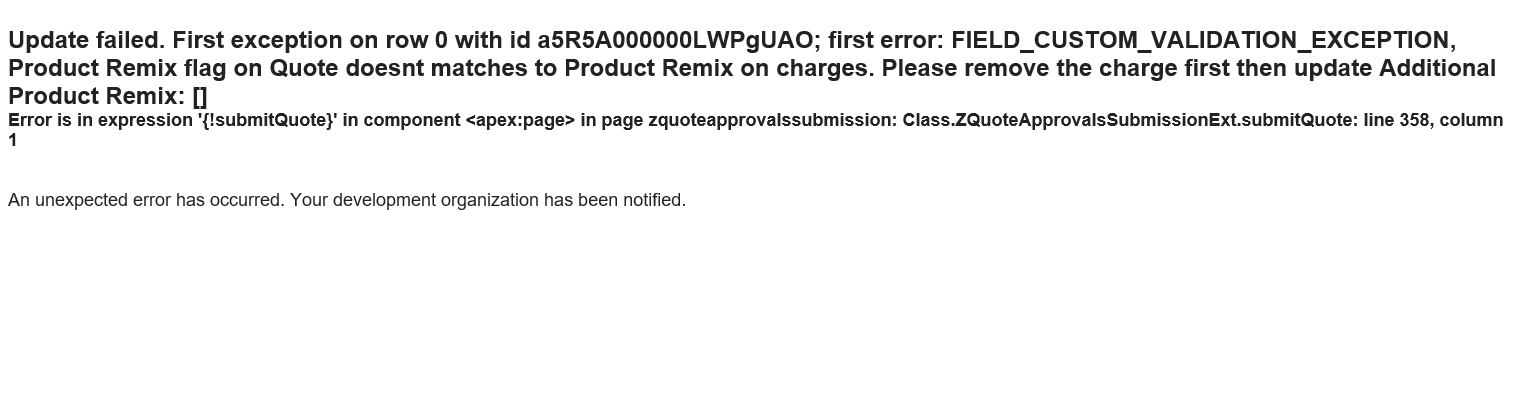 Update failed. First exception on row 0 with id a5R5A000000LWPgUAO; first error: FIELD_CUSTOM_VALIDATION_EXCEPTION,
Product Remix flag on Quote doesnt matches to Product Remix on charges. Please remove the charge first then update Additional
Product Remix: []
Error is in expression '{!submitQuote}' in component <apex:page> in page zquoteapprovalssubmission: Class.ZQuoteApprovalsSubmissionExt.submitQuote: line 358, column
1
An unexpected error has occurred. Your development organization has been notified.